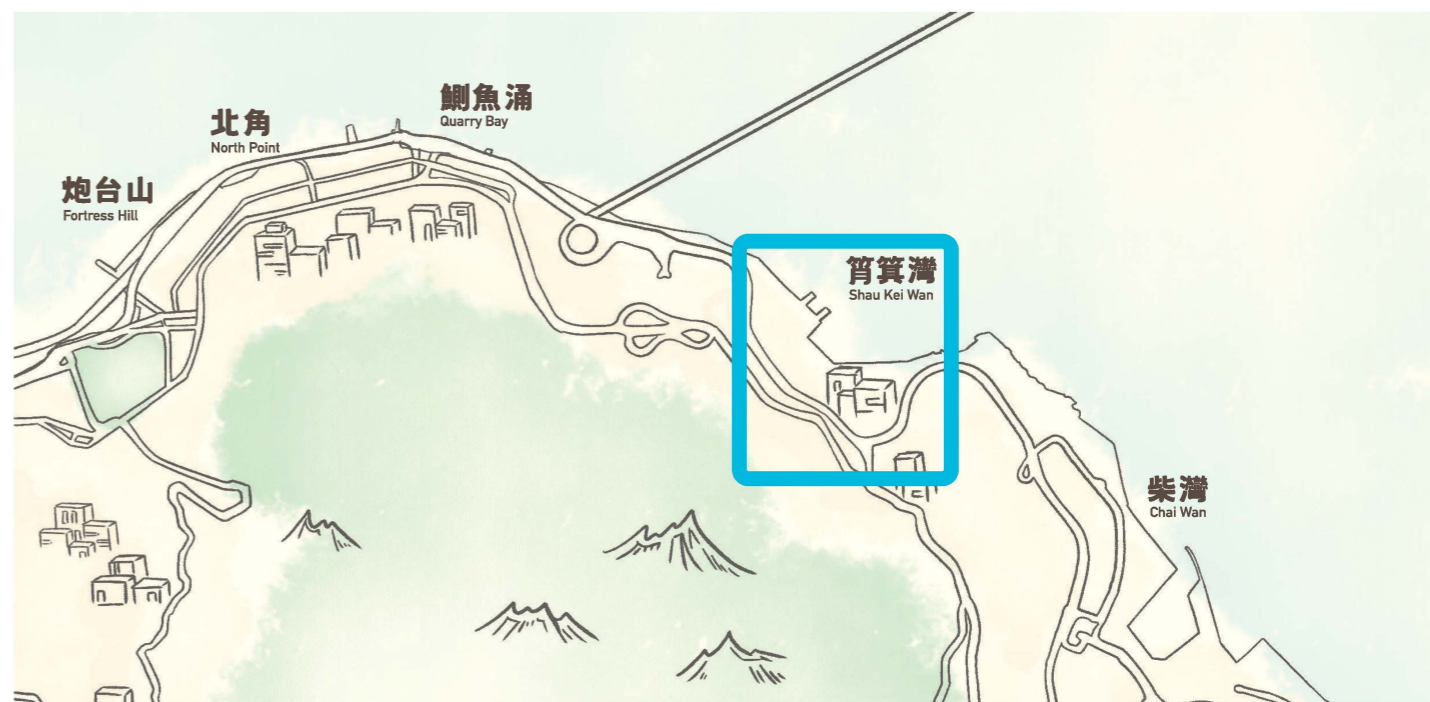 鰂魚涌
Quarry Bay
北角
North Point
炮台山
Fortress Hill
筲箕灣
Shau Kei Wan
柴灣
Chai Wan